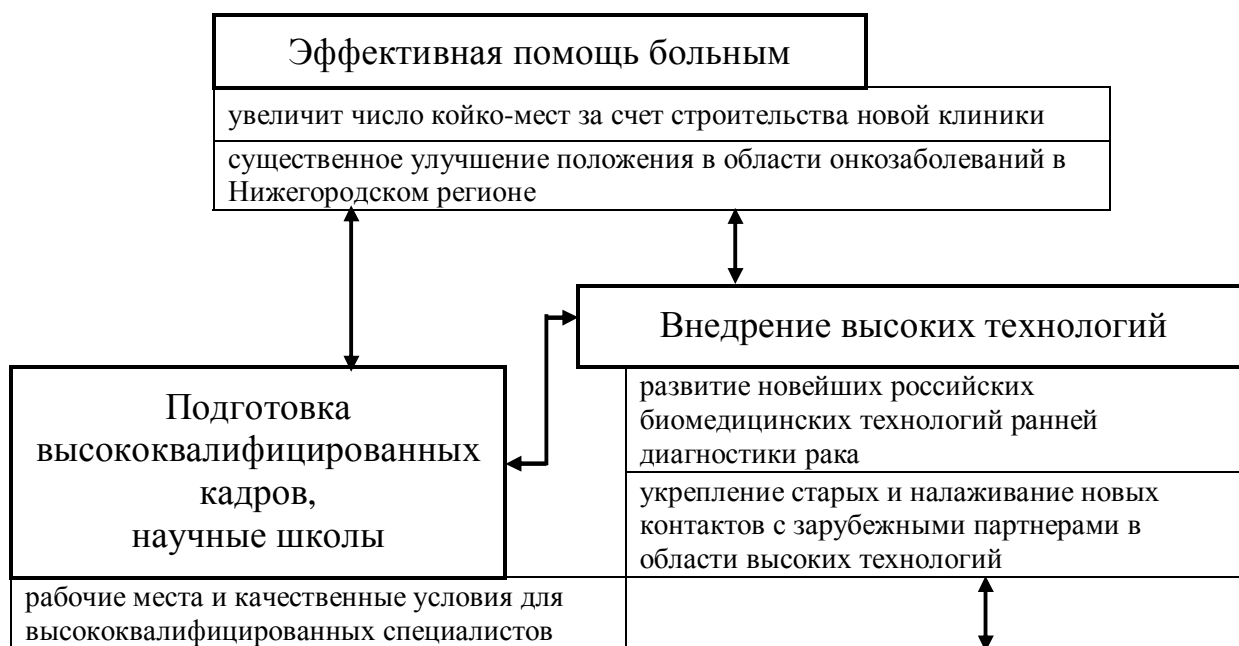 Эффективная помощь больным
увеличит число койко-мест за счет строительства новой клиники
существенное улучшение положения в области онкозаболеваний в
Нижегородском регионе
Внедрение высоких технологий
развитие новейших российских
биомедицинских технологий ранней
диагностики рака
укрепление старых и налаживание новых
контактов с зарубежными партнерами в
области высоких технологий
Подготовка
высококвалифицированных
кадров,
научные школы
рабочие места и качественные условия для
высококвалифицированных специалистов